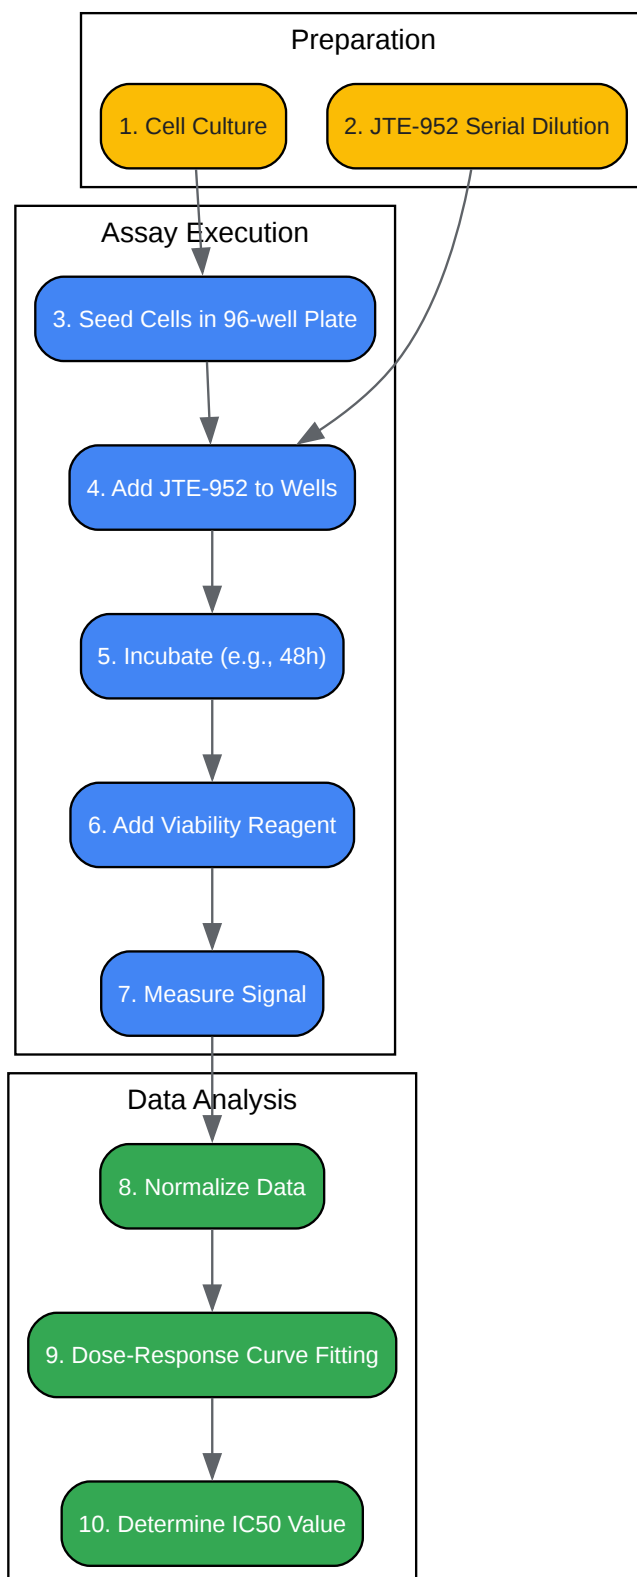 Preparation
1. Cell Culture
2. JTE-952 Serial Dilution
Assay Execution
3. Seed Cells in 96-well Plate
4. Add JTE-952 to Wells
5. Incubate (e.g., 48h)
6. Add Viability Reagent
7. Measure Signal
Data Analysis
8. Normalize Data
9. Dose-Response Curve Fitting
10. Determine IC50 Value